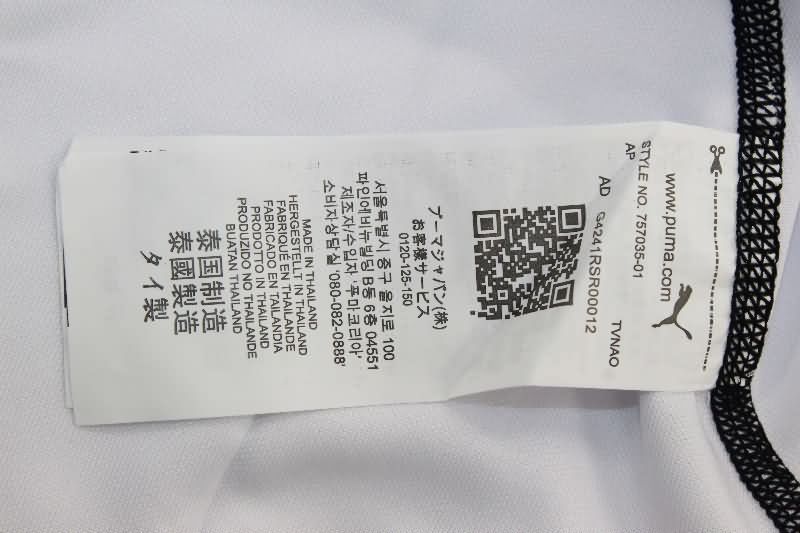 www.puma.com
STYLE NO. 757035-01
AP
AD S4241RSR00012 TVNAO
プーマジャパン(株)
お客様サービス
0120-125-150
서울특별시 중구 을지로 100
파인에비뉴빌딩 B동 6층 04551
제조자/수입자 '푸마코리아'
소비자상담실 '080-082-0888'
MADE IN THAILAND
HERGESTELLT IN THAILAND
FABRIQUÉ EN THAILANDE
FABRICADO EN TAILANDIA
PRODOTTO IN THAILAND
PRODUZIDO NO THAILANDE
BUATAN THAILAND
泰国制造
泰國製造
タイ製